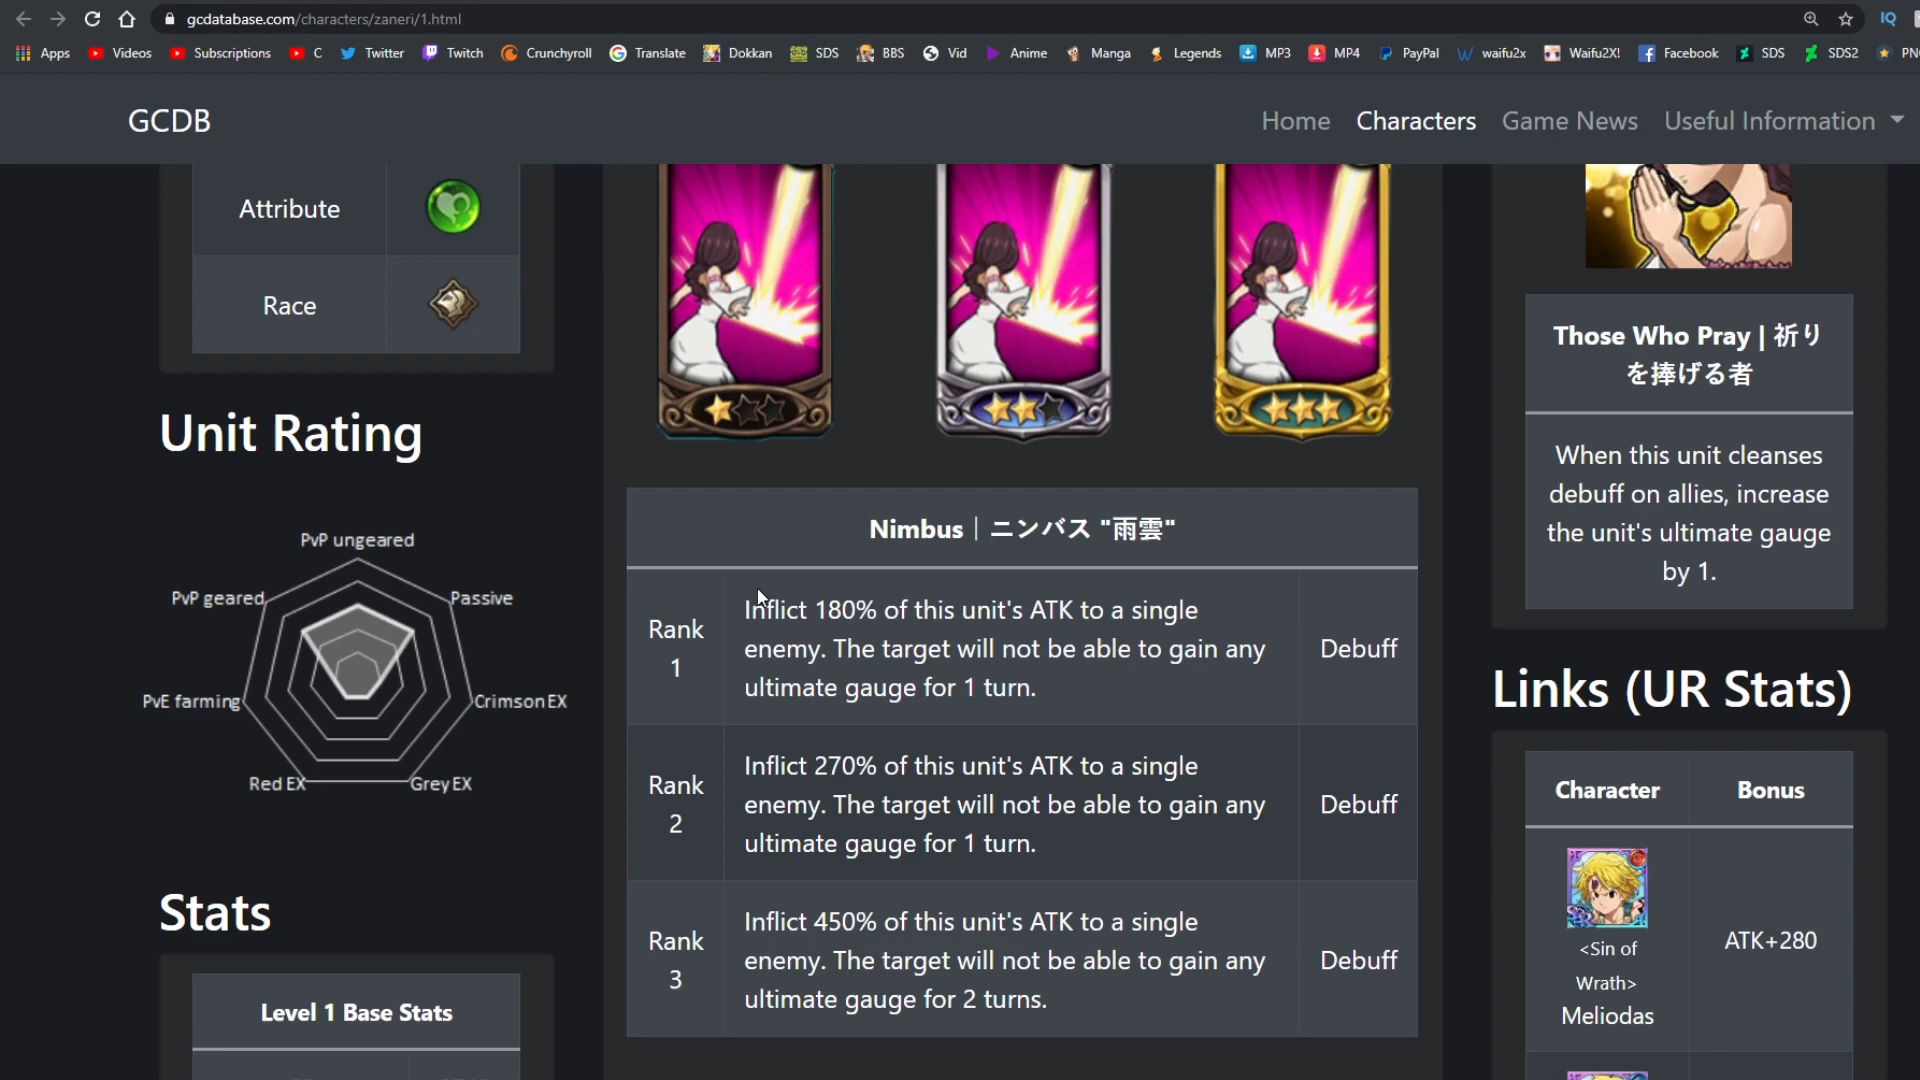 gcdatabase.com/characters/zaneri/1.html
IQ
Apps
Videos
Subscriptions
C
Twitter
Twitch
Crunchyroll
Translate
Dokkan
SDS
BBS
Vid
Anime
Manga
Legends
MP3
MP4
PayPal
waifu2x
Waifu2X!
Facebook
SDS
SDS2
GCDB
Home
Characters
Game News
Useful Information
Attribute
Race
Unit Rating
PvP ungeared
PvP geared
Passive
PvE farming
Crimson EX
Red EX
Grey EX
Stats
Level 1 Base Stats
Nimbus | ニンバス "雨雲"
Rank
1
Inflict 180% of this unit's ATK to a single
enemy. The target will not be able to gain any
ultimate gauge for 1 turn.
Debuff
Rank
2
Inflict 270% of this unit's ATK to a single
enemy. The target will not be able to gain any
ultimate gauge for 1 turn.
Debuff
Rank
3
Inflict 450% of this unit's ATK to a single
enemy. The target will not be able to gain any
ultimate gauge for 2 turns.
Debuff
Those Who Pray | 祈り
を捧げる者
When this unit cleanses
debuff on allies, increase
the unit's ultimate gauge
by 1.
Links (UR Stats)
Character
Bonus
<Sin of
Wrath>
Meliodas
ATK+280